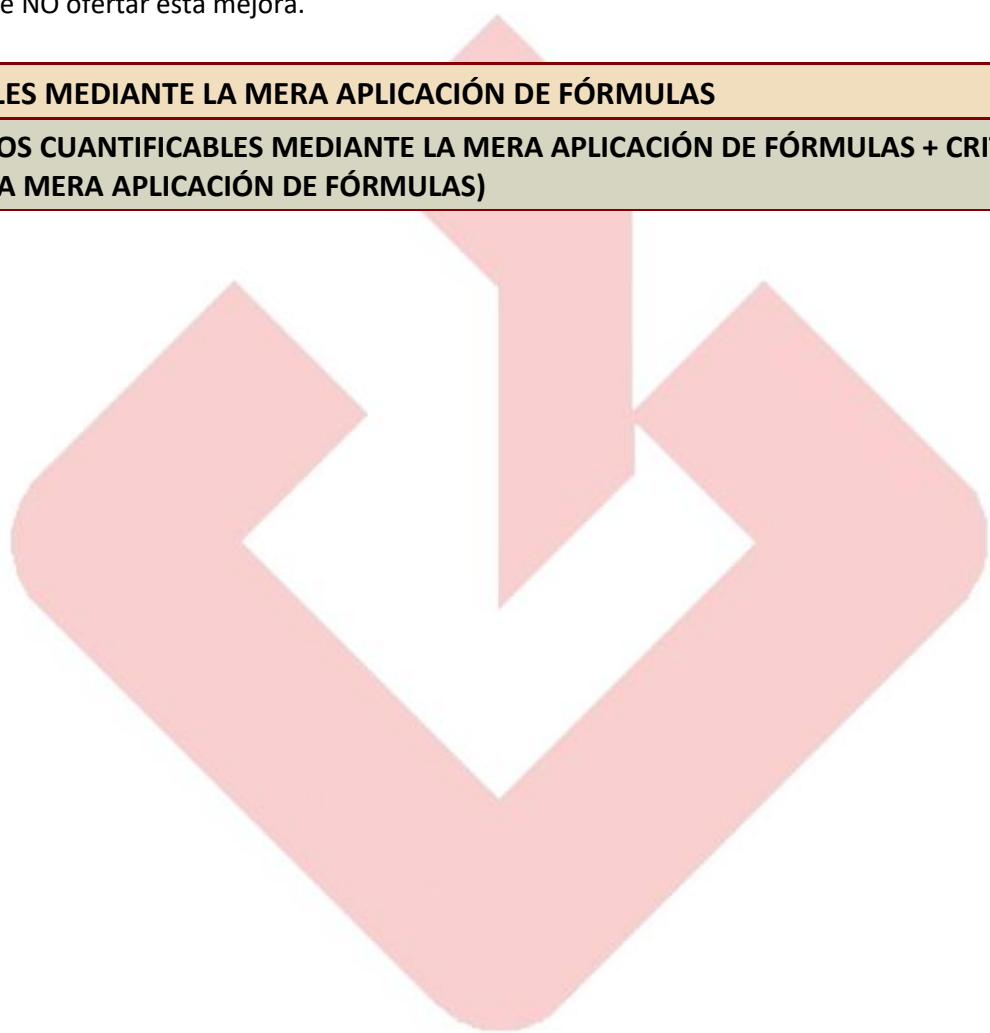 e NO ofertar esta mejora.
LES MEDIANTE LA MERA APLICACIÓN DE FÓRMULAS
OS CUANTIFICABLES MEDIANTE LA MERA APLICACIÓN DE FÓRMULAS + CRIT
A MERA APLICACIÓN DE FÓRMULAS)